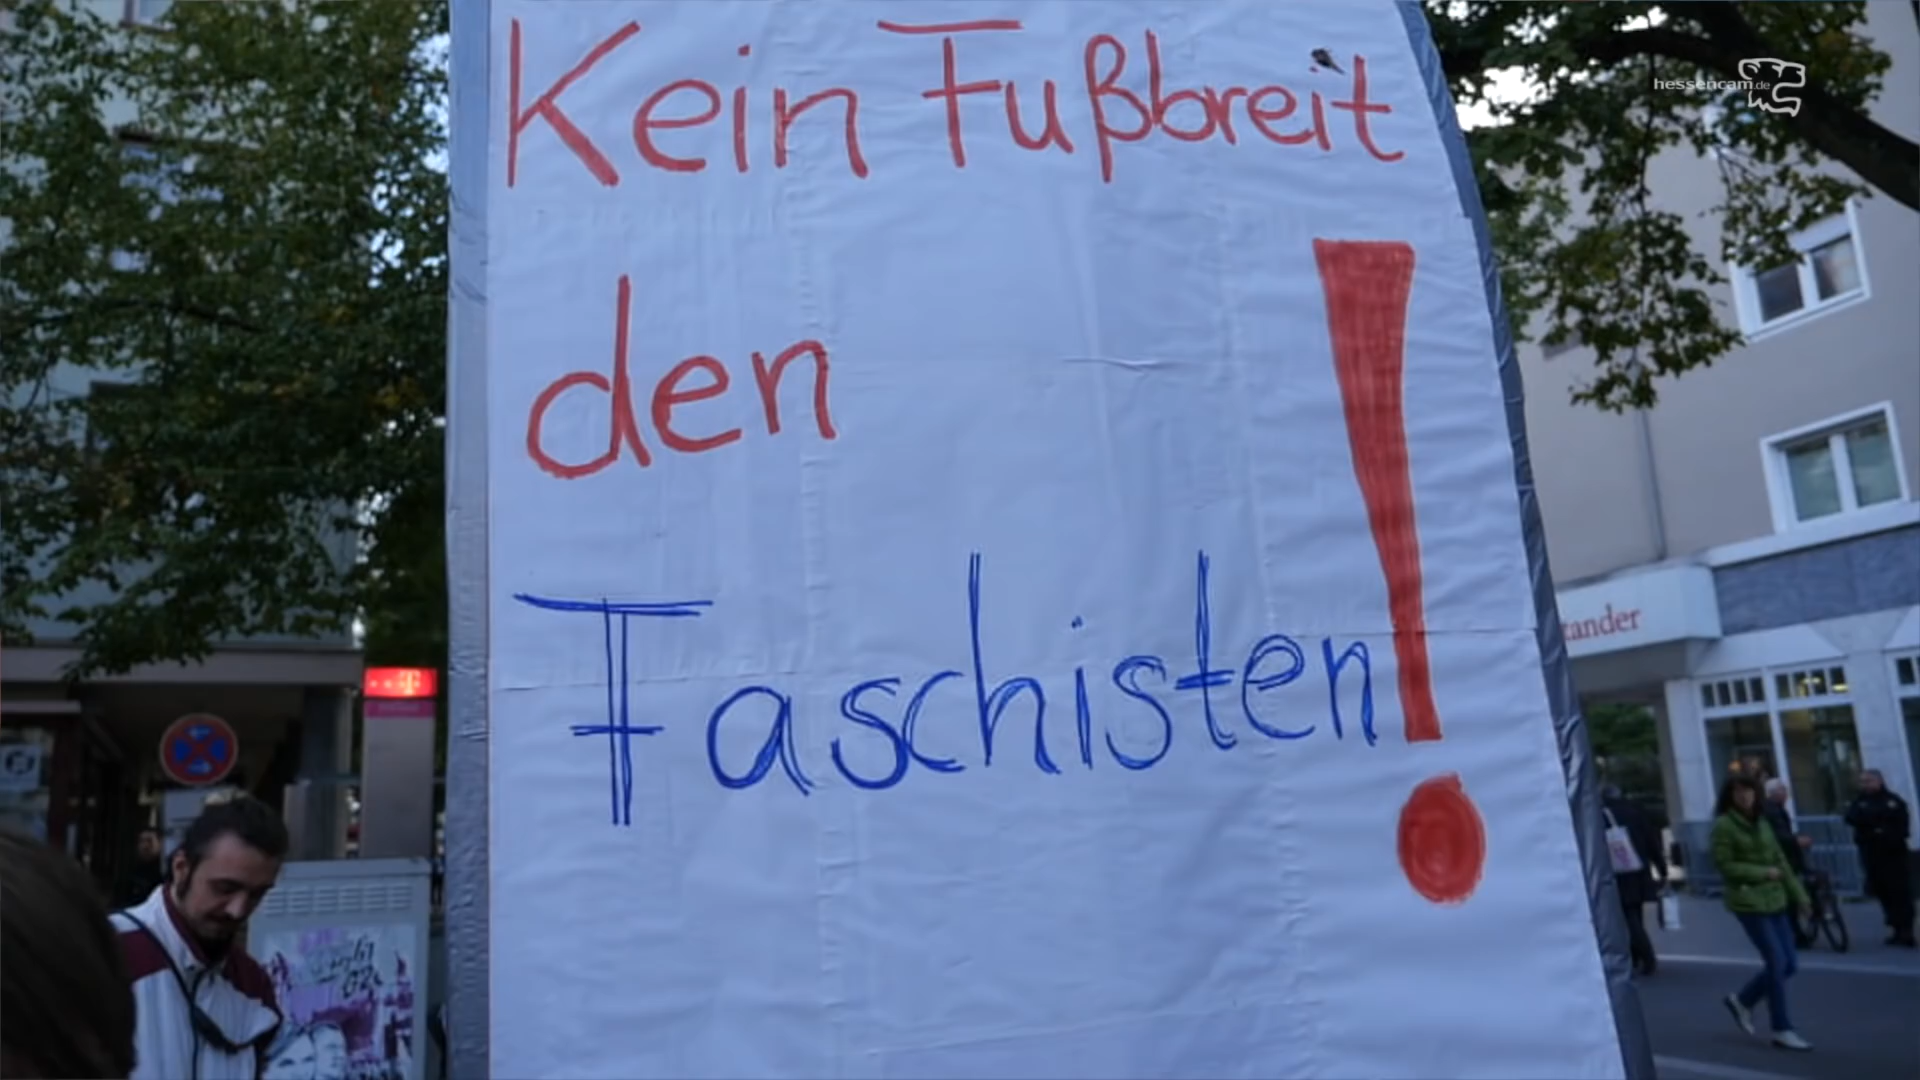 Kein Fußbreit
den
Faschisten!
hessencam.de
T
tander